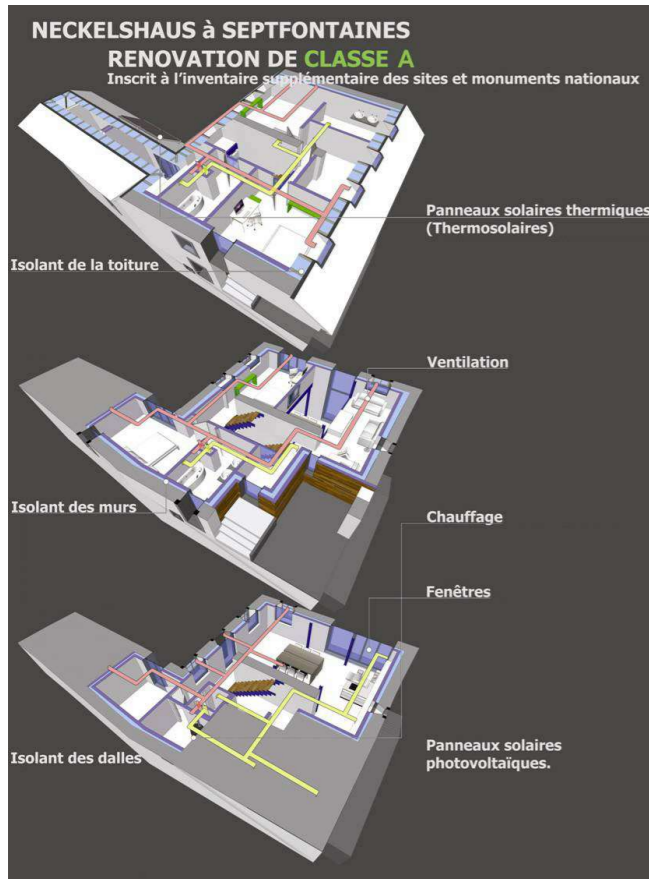 NECKELSHAUS à SEPTFONTAINES
RENOVATION DE CLASSE A
Inscrit à l'inventaire supplémentaire des sites et monuments nationaux
Panneaux solaires thermiques
(Thermosolaires)
Isolant de la toiture
Ventilation
Isolant des murs
Chauffage
Fenêtres
Isolant des dalles
Panneaux solaires
photovoltaïques.